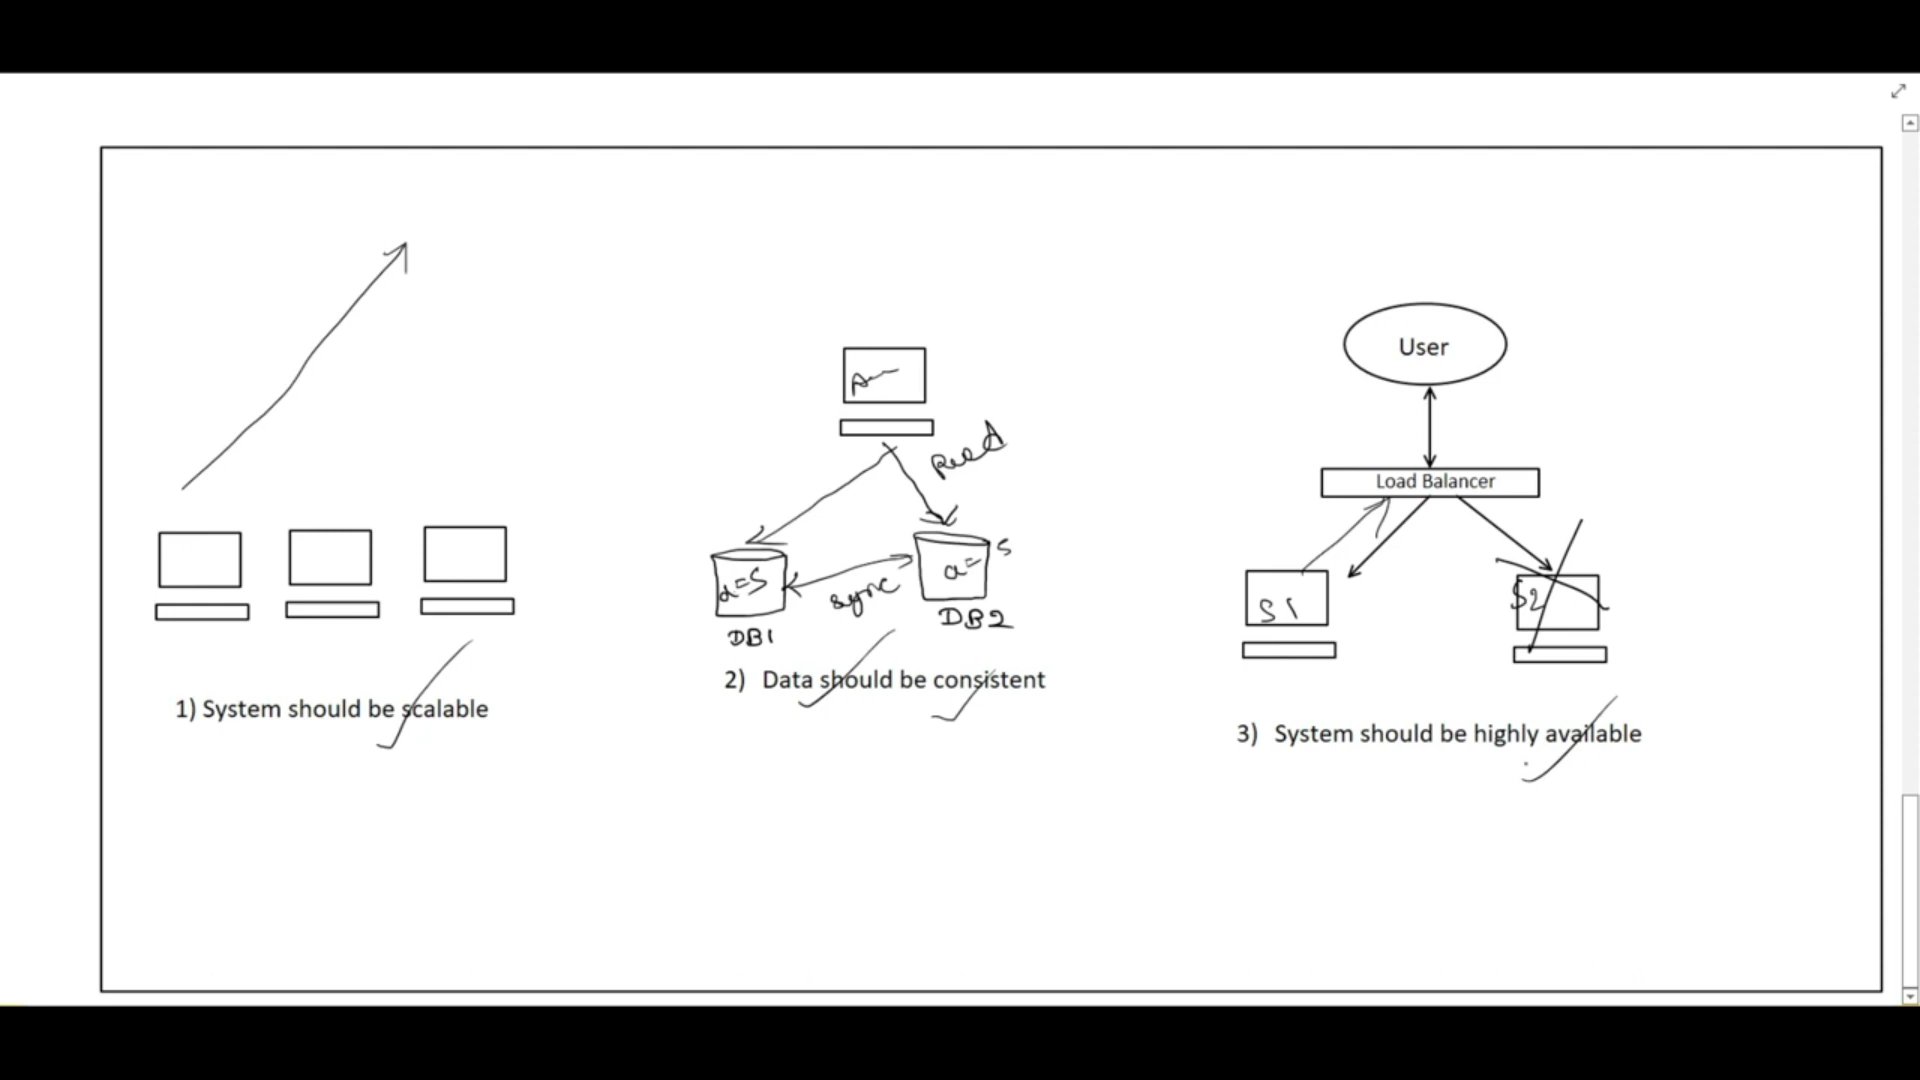 1) System should be scalable
Read
a=5
a= 5
sync
DB1
DB2
2) Data should be consistent
User
Load Balancer
S1
S2
3) System should be highly available